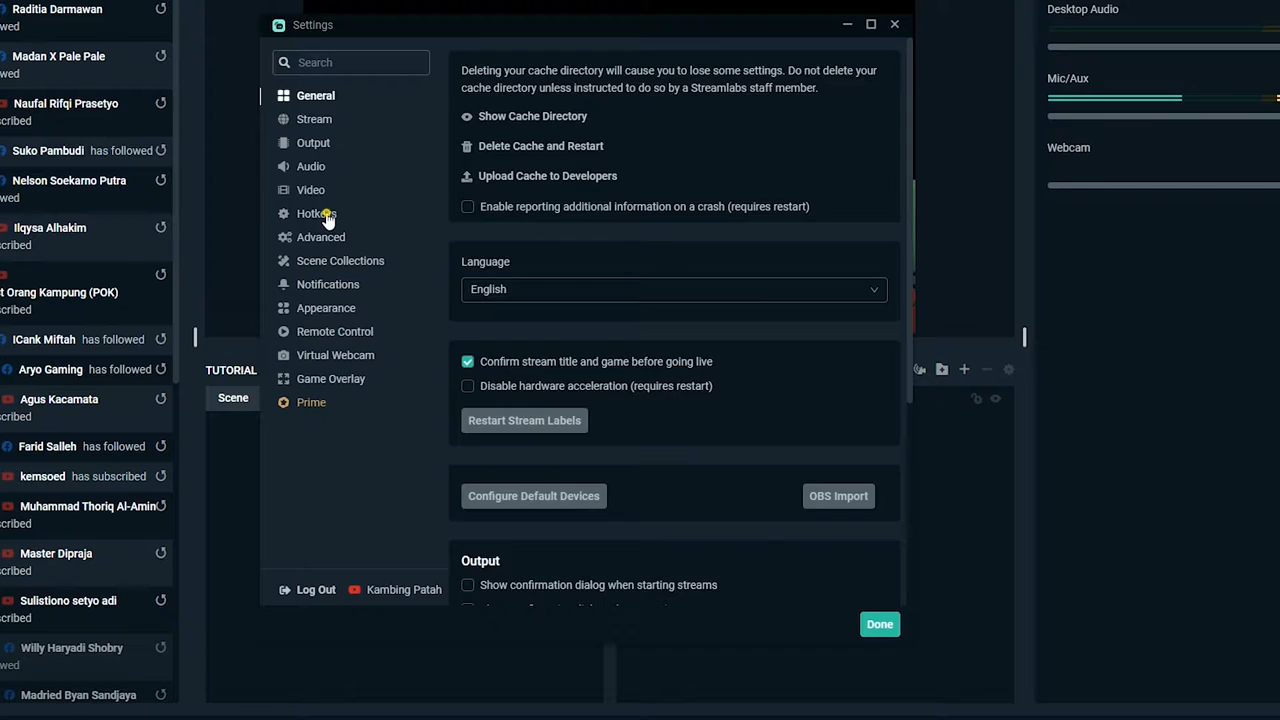 Raditia Darmawan
wed
Madan X Pale Pale
wed
Naufal Rifqi Prasetyo
cribed
Suko Pambudi has followed
Nelson Soekarno Putra
wed
Ilqysa Alhakim
scribed
t Orang Kampung (POK)
cribed
ICank Miftah has followed
Aryo Gaming has followed
Agus Kacamata
cribed
Farid Salleh has followed
kemsoed has subscribed
Muhammad Thoriq Al-Amin
cribed
Master Dipraja
cribed
Sulistiono setyo adi
cribed
Willy Haryadi Shobry
wed
Madried Byan Sandjaya
Settings
Search
General
Stream
Output
Audio
Video
Hotkeys
Advanced
Scene Collections
Notifications
Appearance
Remote Control
Virtual Webcam
Game Overlay
Prime
Log Out Kambing Patah
Deleting your cache directory will cause you to lose some settings. Do not delete your
cache directory unless instructed to do so by a Streamlabs staff member.
Show Cache Directory
Delete Cache and Restart
Upload Cache to Developers
Enable reporting additional information on a crash (requires restart)
Language
English
Confirm stream title and game before going live
Disable hardware acceleration (requires restart)
Restart Stream Labels
Configure Default Devices OBS Import
Output
Show confirmation dialog when starting streams
Done
TUTORIAL
Scene
Desktop Audio
Mic/Aux
Webcam